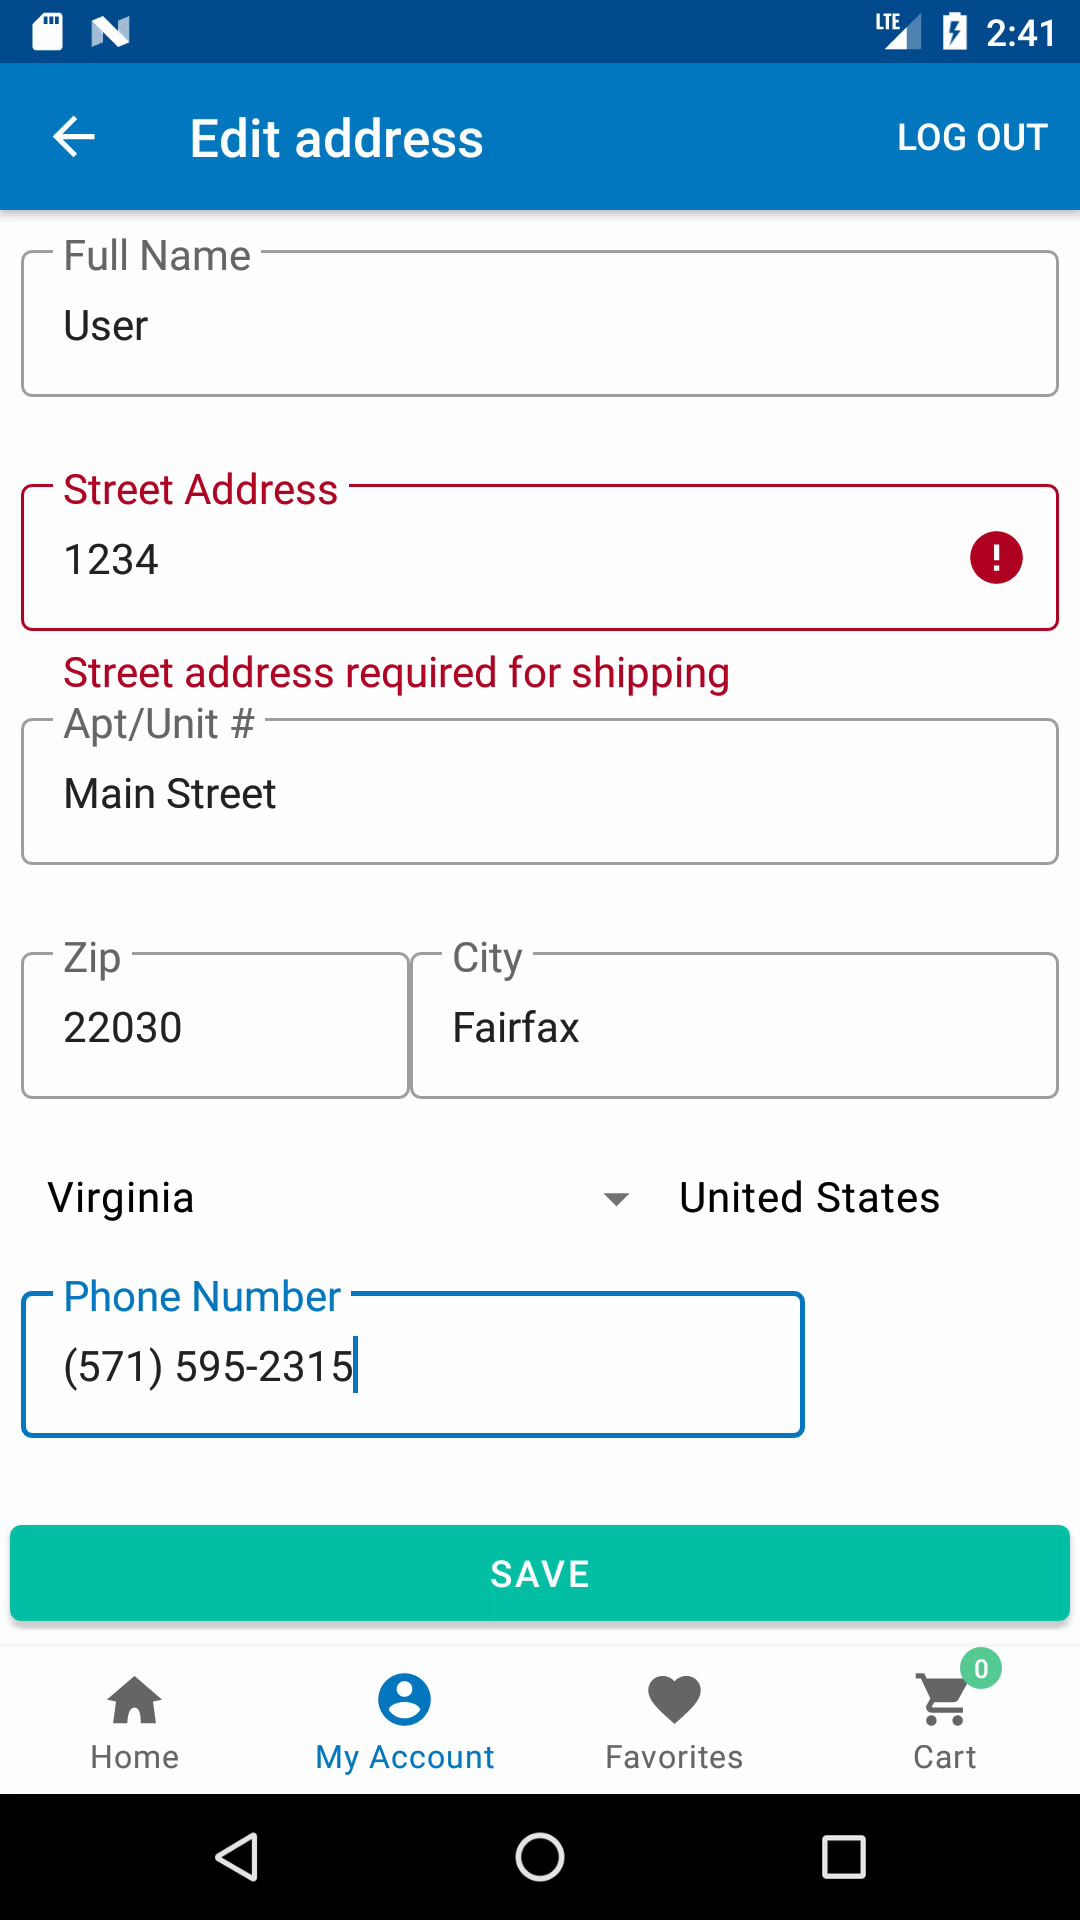 LTE 2:41
Edit address LOG OUT
Full Name
User
Street Address
1234
!
Street address required for shipping
Apt/Unit #
Main Street
Zip City
22030 Fairfax
Virginia United States
Phone Number
(571) 595-2315
SAVE
0
Home My Account Favorites Cart